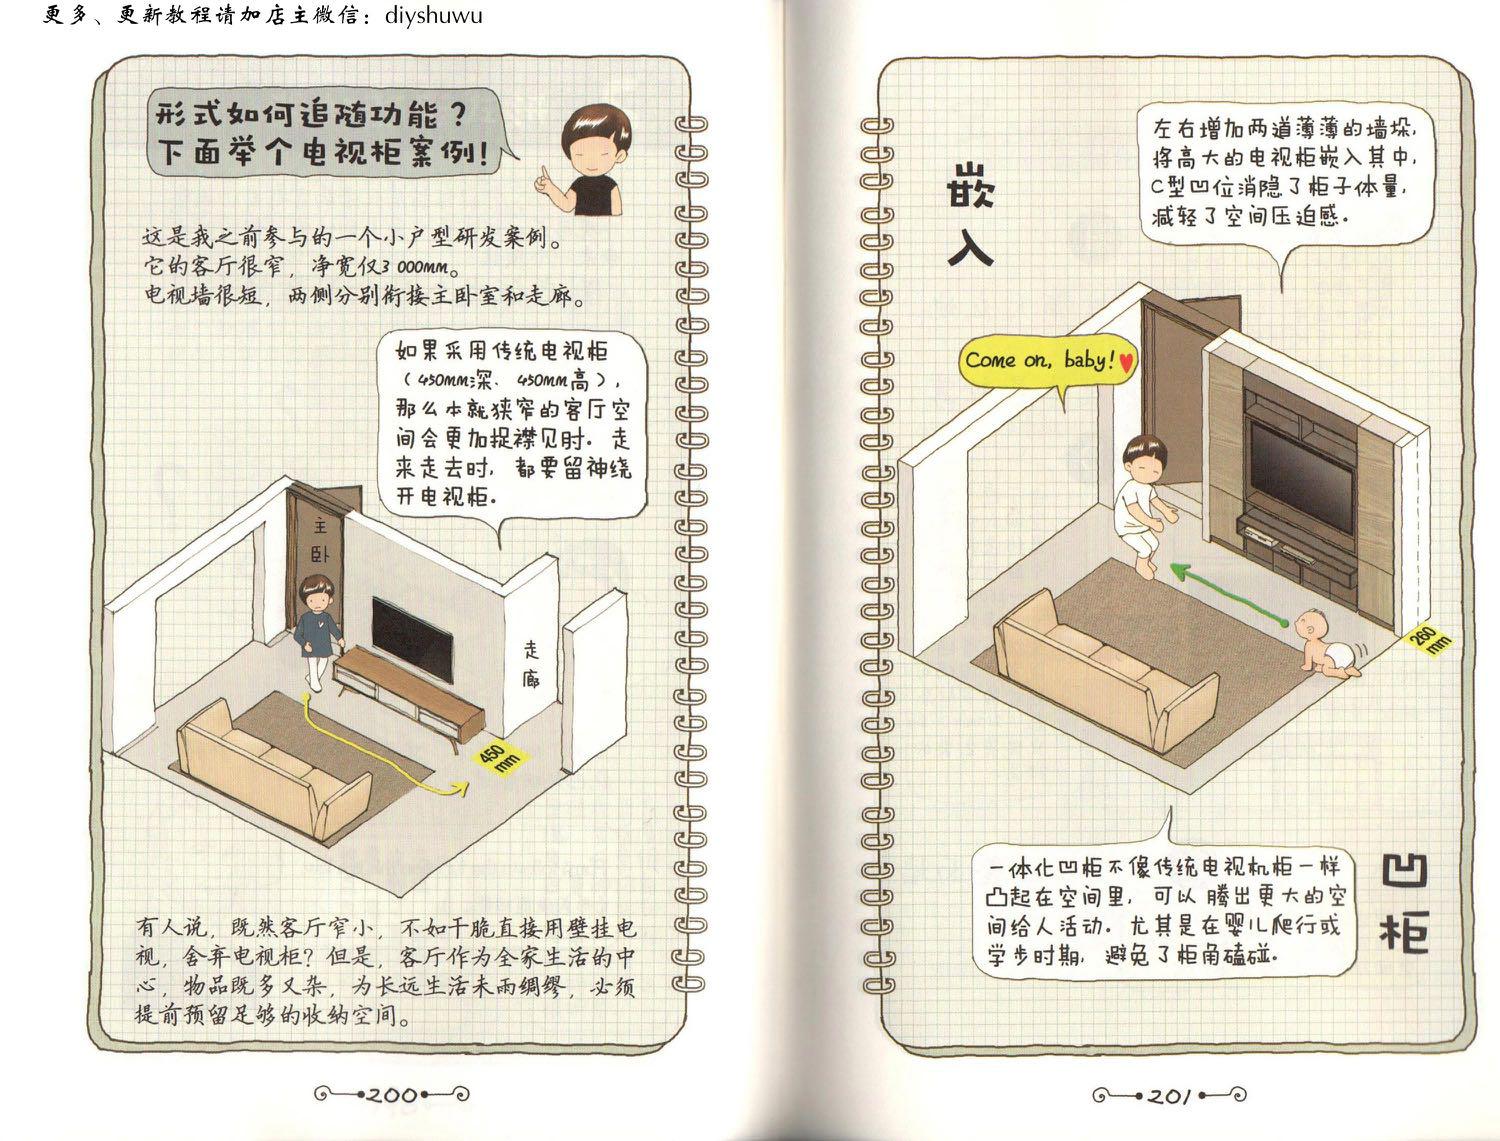 更多、更新教程请加店主微信：diyshuwu
形式如何追随功能？
下面举个电视柜案例！
这是我之前参与的一个小户型研发案例。
它的客厅很窄，净宽仅3 000mm。
电视墙很短，两侧分别衔接主卧室和走廊。
如果采用传统电视柜
（450mm深、450mm高），
那么本就狭窄的客厅空
间会更加捉襟见肘。走
来走去时，都要留神绕
开电视柜。
主
卧
走
廊
450
mm
有人说，既然客厅窄小，不如干脆直接用壁挂电
视，舍弃电视柜？但是，客厅作为全家生活的中
心，物品既多又杂，为长远生活未雨绸缪，必须
提前预留足够的收纳空间。
200
嵌
入
左右增加两道薄薄的墙垛，
将高大的电视柜嵌入其中，
C型凹位消隐了柜子体量，
减轻了空间压迫感。
Come on, baby!
260
mm
一体化凹柜不像传统电视机柜一样
凸起在空间里，可以腾出更大的空
间给人活动。尤其是在婴儿爬行或
学步时期，避免了柜角磕碰。
凹
柜
201